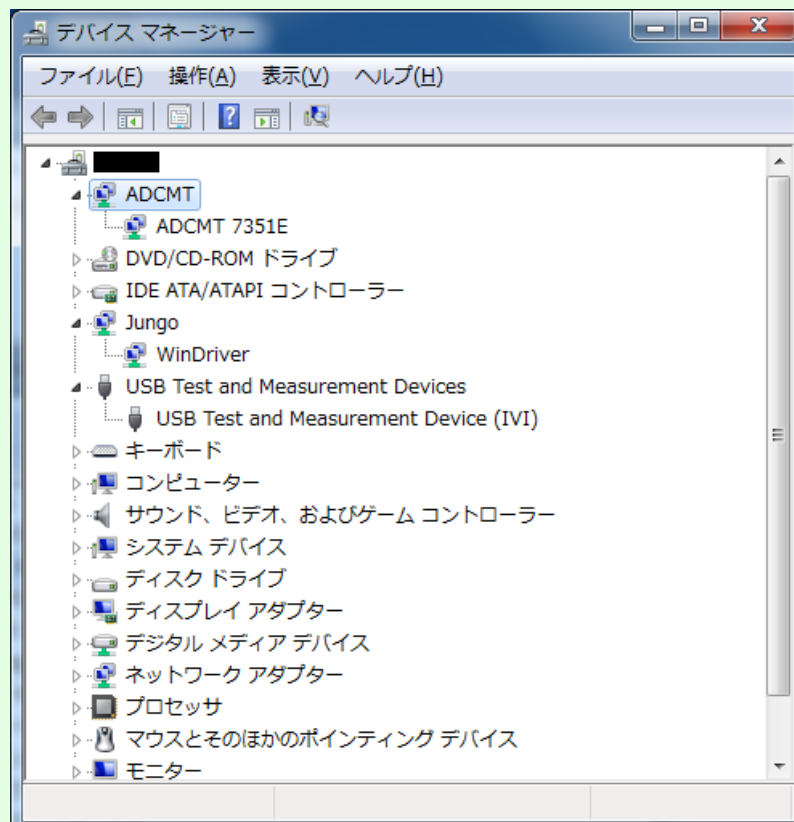 デバイス マネージャー
ファイル(F) 操作(A) 表示(V) ヘルプ(H)
ADCMT
ADCMT 7351E
DVD/CD-ROM ドライブ
IDE ATA/ATAPI コントローラー
Jungo
WinDriver
USB Test and Measurement Devices
USB Test and Measurement Device (IVI)
キーボード
コンピューター
サウンド、ビデオ、およびゲーム コントローラー
システム デバイス
ディスク ドライブ
ディスプレイ アダプター
デジタル メディア デバイス
ネットワーク アダプター
プロセッサ
マウスとそのほかのポインティング デバイス
モニター